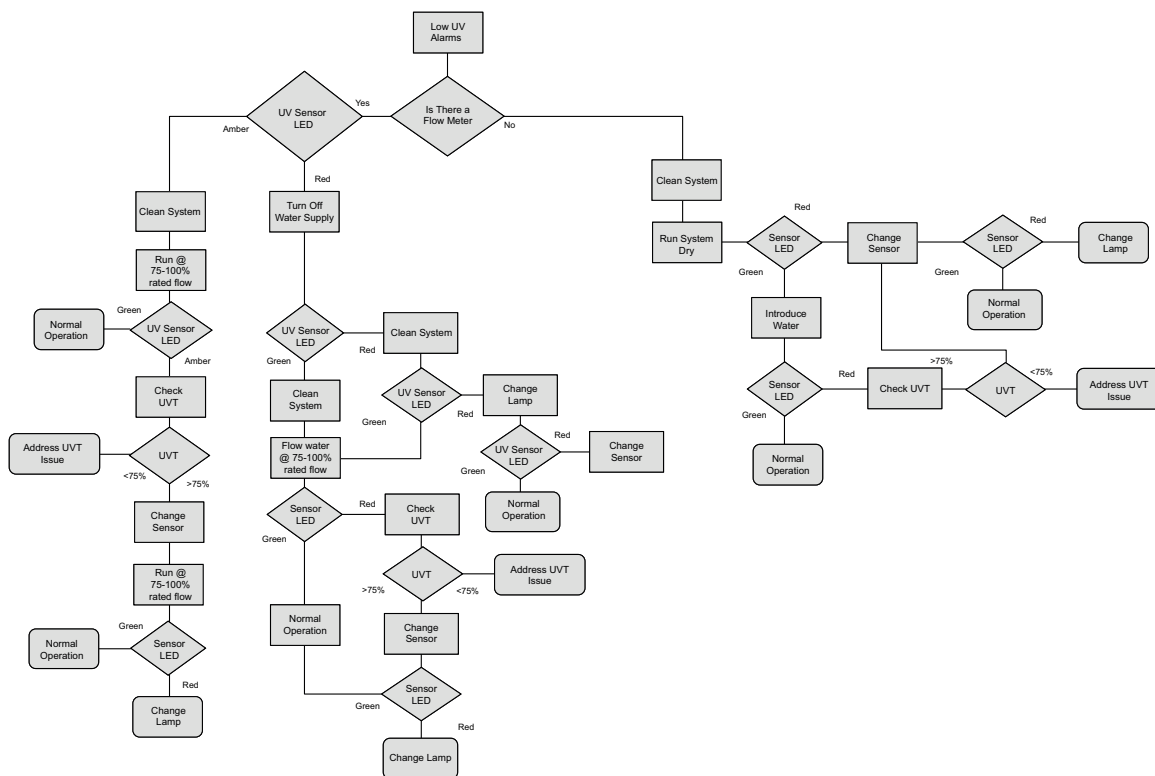 Low UV
Alarms
UV Sensor
LED
Yes
Is There a
Flow Meter
Amber
No
Red
Clean System
Clean System
Turn Off
Water Supply
Red
Red
Run System
Dry
Sensor
LED
Change
Sensor
Sensor
LED
Change
Lamp
Run @
75-100%
rated flow
Green
Green
Green
Normal
Operation
UV Sensor
LED
Introduce
Water
Normal
Operation
UV Sensor
LED
Clean System
Red
Green
Amber
>75%
<75%
Check
UVT
Clean
System
UV Sensor
LED
Change
Lamp
Sensor
LED
Red
Check UVT
UVT
Address UVT
Issue
Green
Red
Green
Address UVT
Issue
UVT
Flow water
@ 75-100%
rated flow
UV Sensor
LED
Red
Change
Sensor
Normal
Operation
<75%
>75%
Green
Change
Sensor
Sensor
LED
Red
Check
UVT
Normal
Operation
Green
Run @
75-100%
rated flow
UVT
Address UVT
Issue
>75%
<75%
Green
Normal
Operation
Change
Sensor
Normal
Operation
Sensor
LED
Red
Sensor
LED
Change
Lamp
Green
Red
Change Lamp